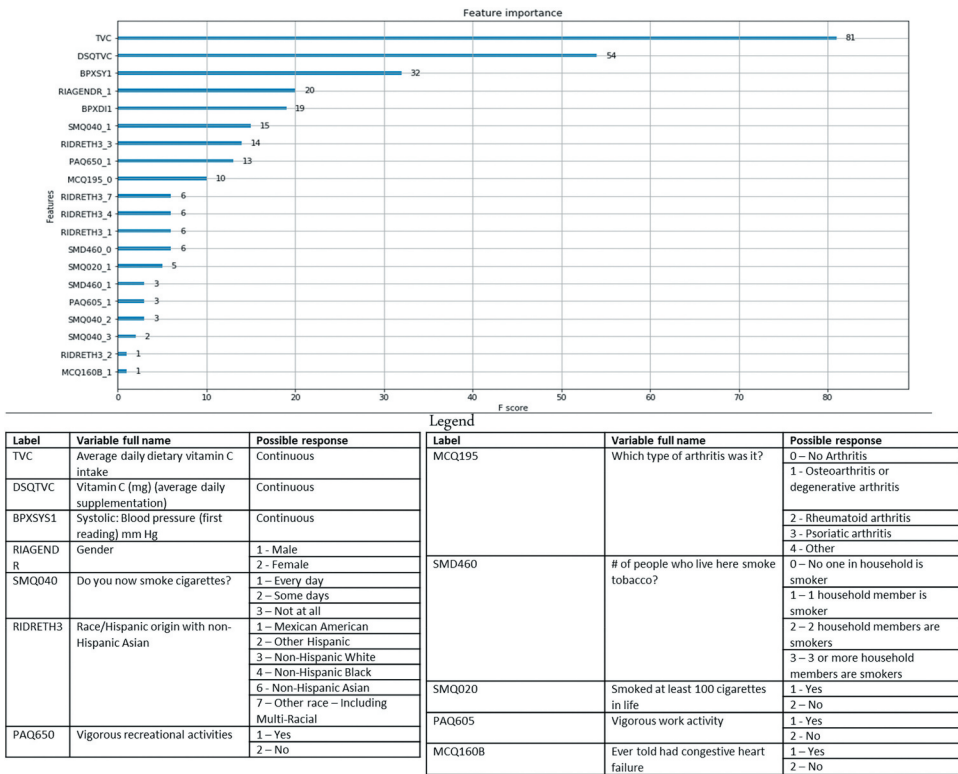 Feature importance
Features
TVC 81
DSQTVC 54
BPXSY1 32
RIAGENDR_1 20
BPXDI1 19
SMQ040_1 15
RIDRETH3_3 14
PAQ650_1 13
MCQ195_0 10
RIDRETH3_7 6
RIDRETH3_4 6
RIDRETH3_1 6
SMD460_0 6
SMQ020_1 5
SMD460_1 3
PAQ605_1 3
SMQ040_2 3
SMQ040_3 2
RIDRETH3_2 1
MCQ160B_1 1
0 10 20 30 40 50 60 70 80
F score
Legend
Label Variable full name Possible response
TVC Average daily dietary vitamin C Continuous
intake
DSQTVC Vitamin C (mg) (average daily Continuous
supplementation)
BPXSYS1 Systolic: Blood pressure (first Continuous
reading) mm Hg
RIAGEND Gender 1 - Male
R 2 - Female
SMQ040 Do you now smoke cigarettes? 1 – Every day
2 – Some days
3 – Not at all
RIDRETH3 Race/Hispanic origin with non- 1 – Mexican American
Hispanic Asian 2 – Other Hispanic
3 – Non-Hispanic White
4 – Non-Hispanic Black
6 - Non-Hispanic Asian
7 – Other race – Including
Multi-Racial
PAQ650 Vigorous recreational activities 1 – Yes
2 – No
Label Variable full name Possible response
MCQ195 Which type of arthritis was it? 0 – No Arthritis
1 - Osteoarthritis or
degenerative arthritis
2 - Rheumatoid arthritis
3 - Psoriatic arthritis
4 - Other
SMD460 # of people who live here smoke 0 – No one in household is
tobacco? smoker
1 – 1 household member is
smoker
2 – 2 household members are
smokers
3 – 3 or more household
members are smokers
SMQ020 Smoked at least 100 cigarettes 1 - Yes
in life 2 – No
PAQ605 Vigorous work activity 1 - Yes
2 - No
MCQ160B Ever told had congestive heart 1 – Yes
failure 2 – No